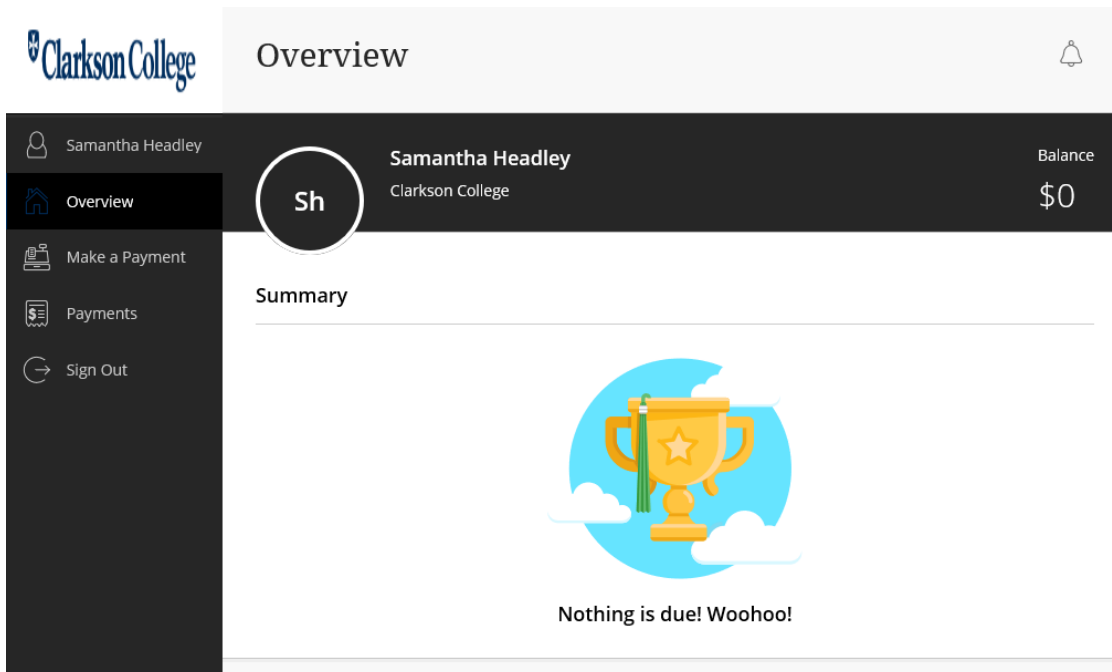 Clarkson College
Overview
Samantha Headley
Overview
Make a Payment
Payments
Sign Out
Sh
Samantha Headley
Clarkson College
Balance
$0
Summary
Nothing is due! Woohoo!